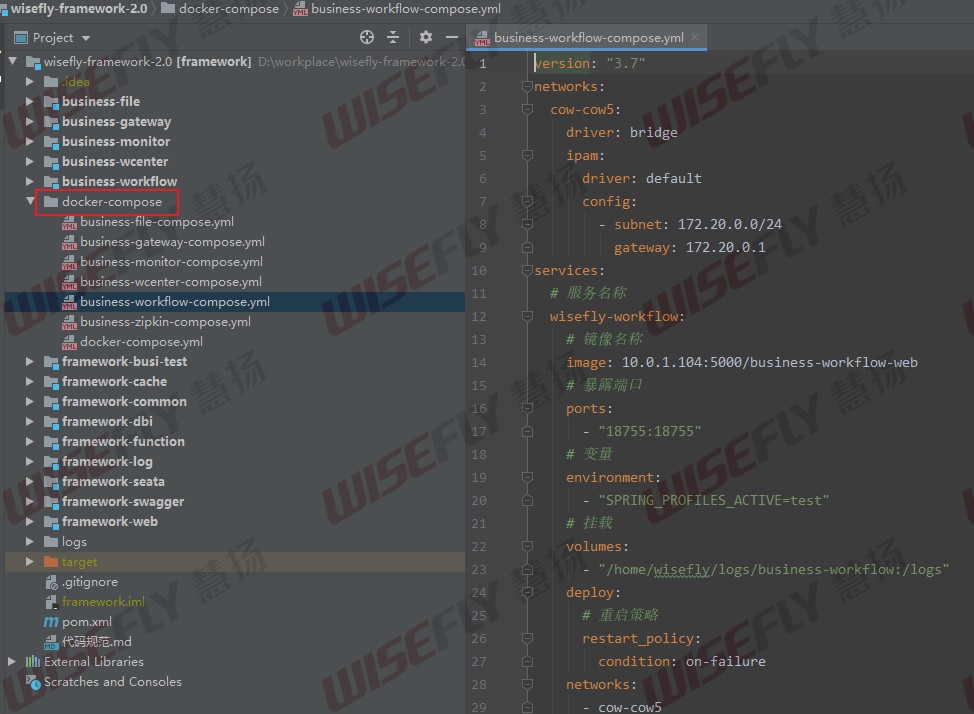 wisefly-framework-2.0 docker-compose business-workflow-compose.yml
Project
business-workflow-compose.yml
wisefly-framework-2.0 [framework] D:\workplace\wisefly-framework-2.0
.idea
business-file
business-gateway
business-monitor
business-wcenter
business-workflow
docker-compose
business-file-compose.yml
business-gateway-compose.yml
business-monitor-compose.yml
business-wcenter-compose.yml
business-workflow-compose.yml
business-zipkin-compose.yml
docker-compose.yml
framework-busi-test
framework-cache
framework-common
framework-dbi
framework-function
framework-log
framework-seata
framework-swagger
framework-web
logs
target
.gitignore
framework.iml
pom.xml
代码规范.md
External Libraries
Scratches and Consoles
1 version: "3.7"
2 networks:
3 cow-cow5:
4 driver: bridge
5 ipam:
6 driver: default
7 config:
8 - subnet: 172.20.0.0/24
9 gateway: 172.20.0.1
10 services:
11 # 服务名称
12 wisefly-workflow:
13 # 镜像名称
14 image: 10.0.1.104:5000/business-workflow-web
15 # 暴露端口
16 ports:
17 - "18755:18755"
18 # 变量
19 environment:
20 - "SPRING_PROFILES_ACTIVE=test"
21 # 挂载
22 volumes:
23 - "/home/wisefly/logs/business-workflow:/logs"
24 deploy:
25 # 重启策略
26 restart_policy:
27 condition: on-failure
28 networks:
29 - cow-cow5
WISEFLY 慧扬